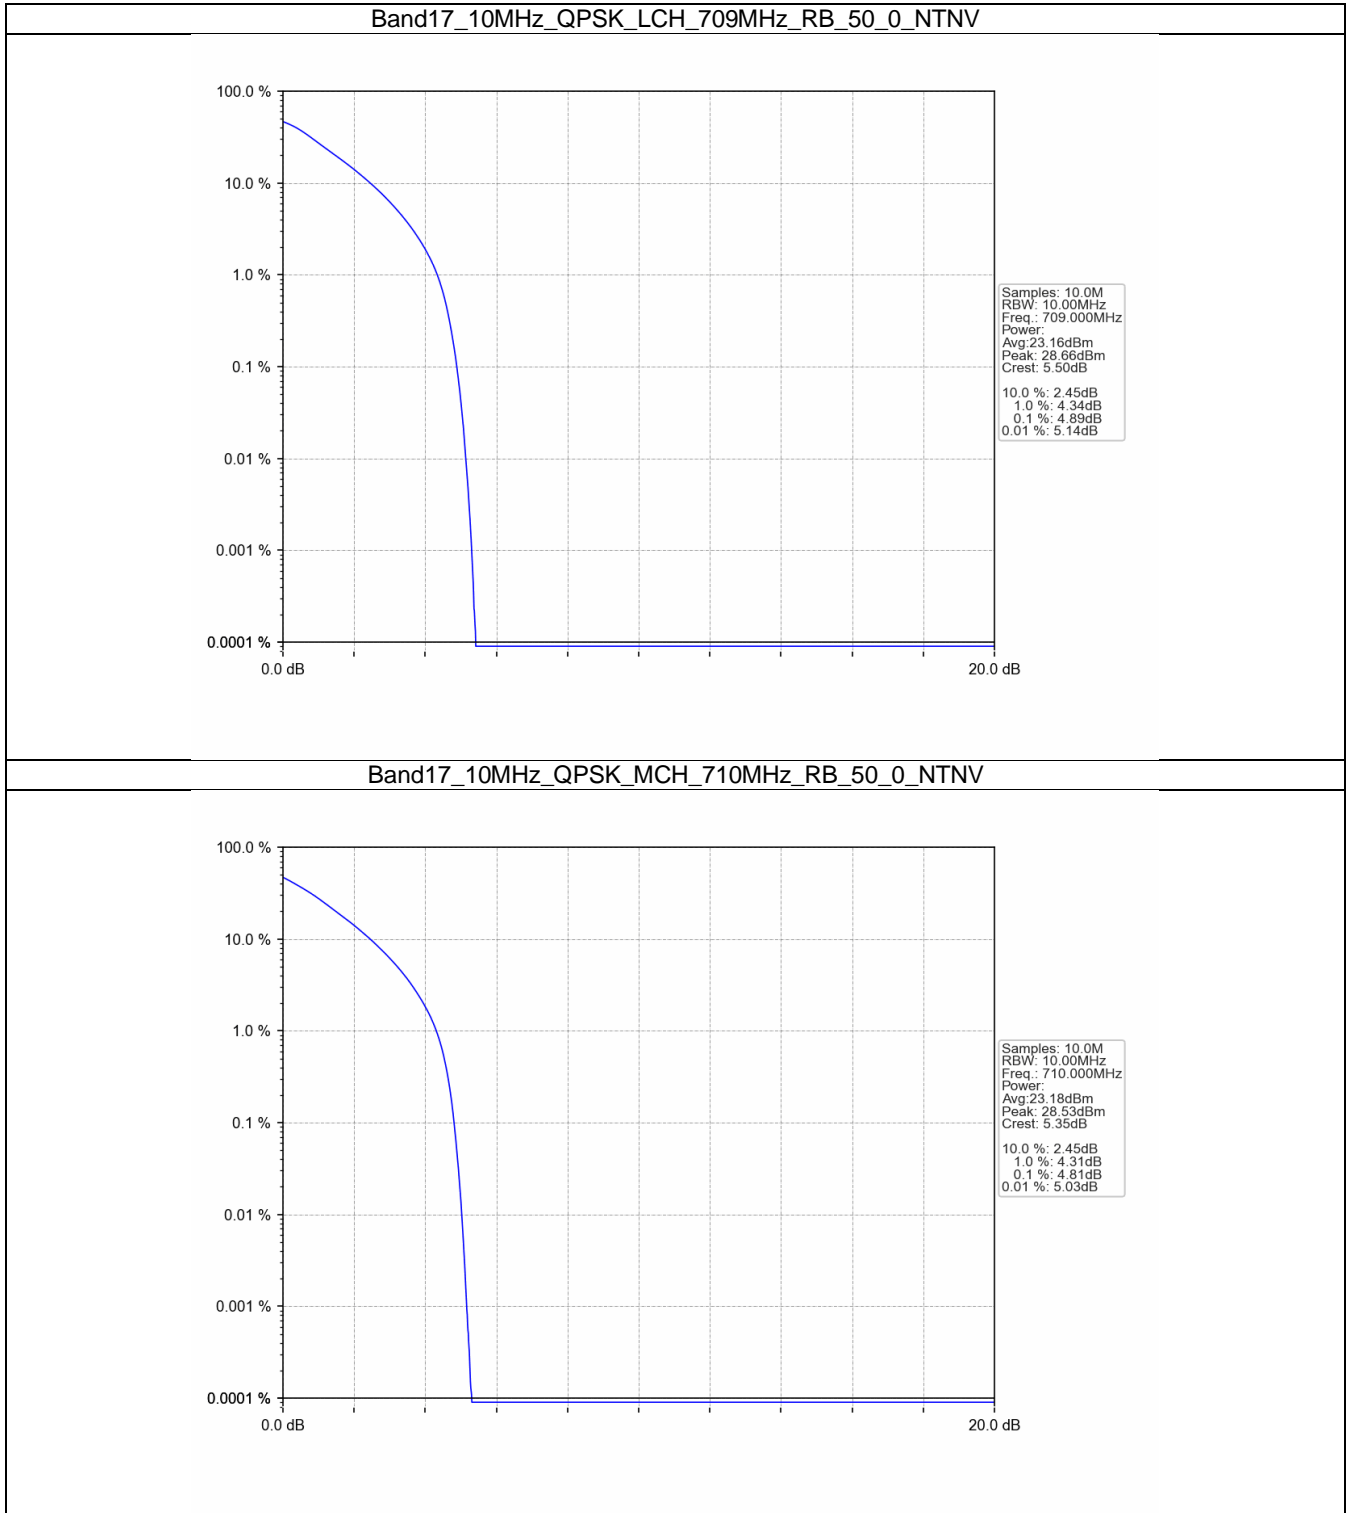 Band17_10MHz_QPSK_LCH_709MHz_RB_50_0_NTNV
100.0 %
10.0 %
1.0 %
0.1 %
0.01 %
0.001 %
0.0001 %
0.0 dB
20.0 dB
Samples: 10.0M
RBW: 10.00MHz
Freq.: 709.000MHz
Power:
Avg:23.16dBm
Peak: 28.66dBm
Crest: 5.50dB
10.0 %: 2.45dB
1.0 %: 4.34dB
0.1 %: 4.89dB
0.01 %: 5.14dB
Band17_10MHz_QPSK_MCH_710MHz_RB_50_0_NTNV
100.0 %
10.0 %
1.0 %
0.1 %
0.01 %
0.001 %
0.0001 %
0.0 dB
20.0 dB
Samples: 10.0M
RBW: 10.00MHz
Freq.: 710.000MHz
Power:
Avg:23.18dBm
Peak: 28.53dBm
Crest: 5.35dB
10.0 %: 2.45dB
1.0 %: 4.31dB
0.1 %: 4.81dB
0.01 %: 5.03dB